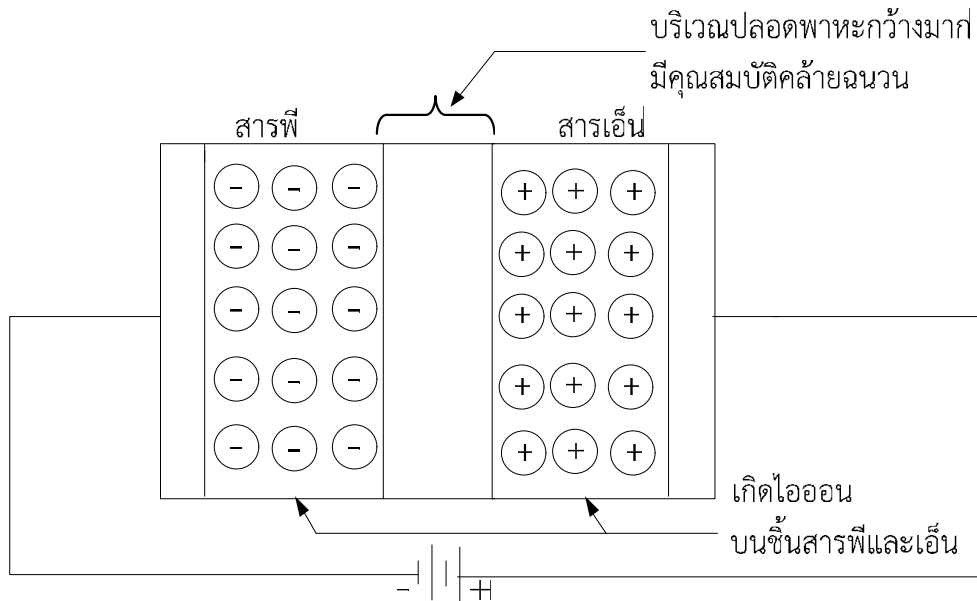 บริเวณปลอดพาหะกว้างมาก
มีคุณสมบัติคล้ายฉนวน
สารพี
สารเอ็น
- - - + + +
- - - + + +
- - - + + +
- - - + + +
- - - + + +
เกิดไอออน
บนชิ้นสารพีและเอ็น
- +